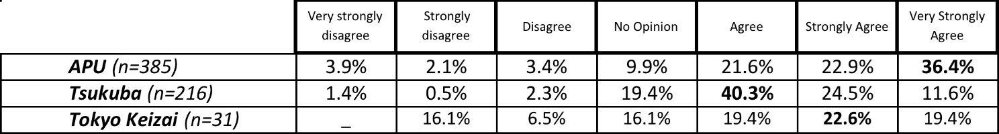 Very strongly disagree Strongly disagree Disagree No Opinion Agree Strongly Agree Very Strongly Agree
APU (n=385) 3.9% 2.1% 3.4% 9.9% 21.6% 22.9% 36.4%
Tsukuba (n=216) 1.4% 0.5% 2.3% 19.4% 40.3% 24.5% 11.6%
Tokyo Keizai (n=31) _ 16.1% 6.5% 16.1% 19.4% 22.6% 19.4%